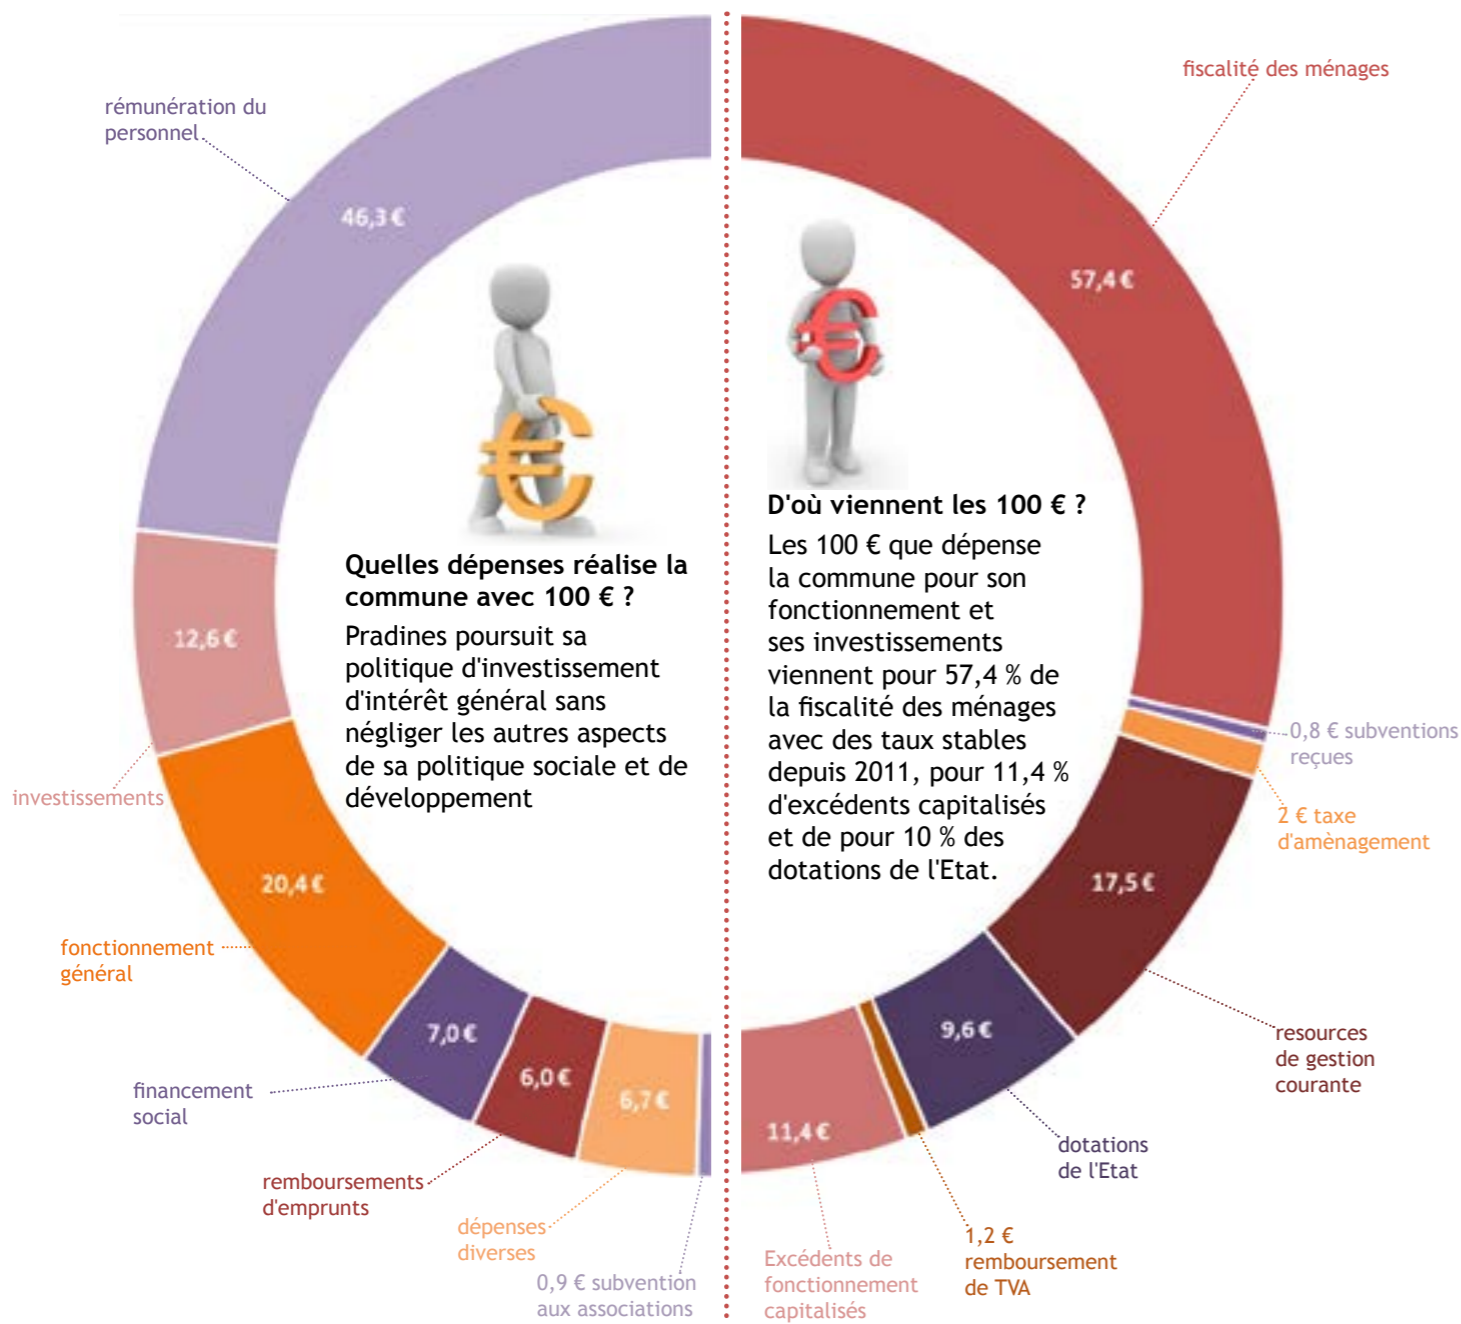 rémunération du
personnel
46,3 €
12,6 €
investissements
20,4 €
fonctionnement
général
7,0 €
financement
social
6,0 €
remboursements
d'emprunts
6,7 €
dépenses
diverses
0,9 € subvention
aux associations
Quelles dépenses réalise la
commune avec 100 € ?
Pradines poursuit sa
politique d'investissement
d'intérêt général sans
négliger les autres aspects
de sa politique sociale et de
développement
fiscalité des ménages
57,4 €
D'où viennent les 100 € ?
Les 100 € que dépense
la commune pour son
fonctionnement et
ses investissements
viennent pour 57,4 % de
la fiscalité des ménages
avec des taux stables
depuis 2011, pour 11,4 %
d'excédents capitalisés
et de pour 10 % des
dotations de l'Etat.
0,8 € subventions
reçues
2 € taxe
d'amènagement
17,5 €
resources
de gestion
courante
9,6 €
dotations
de l'Etat
1,2 €
remboursement
de TVA
11,4 €
Excédents de
fonctionnement
capitalisés